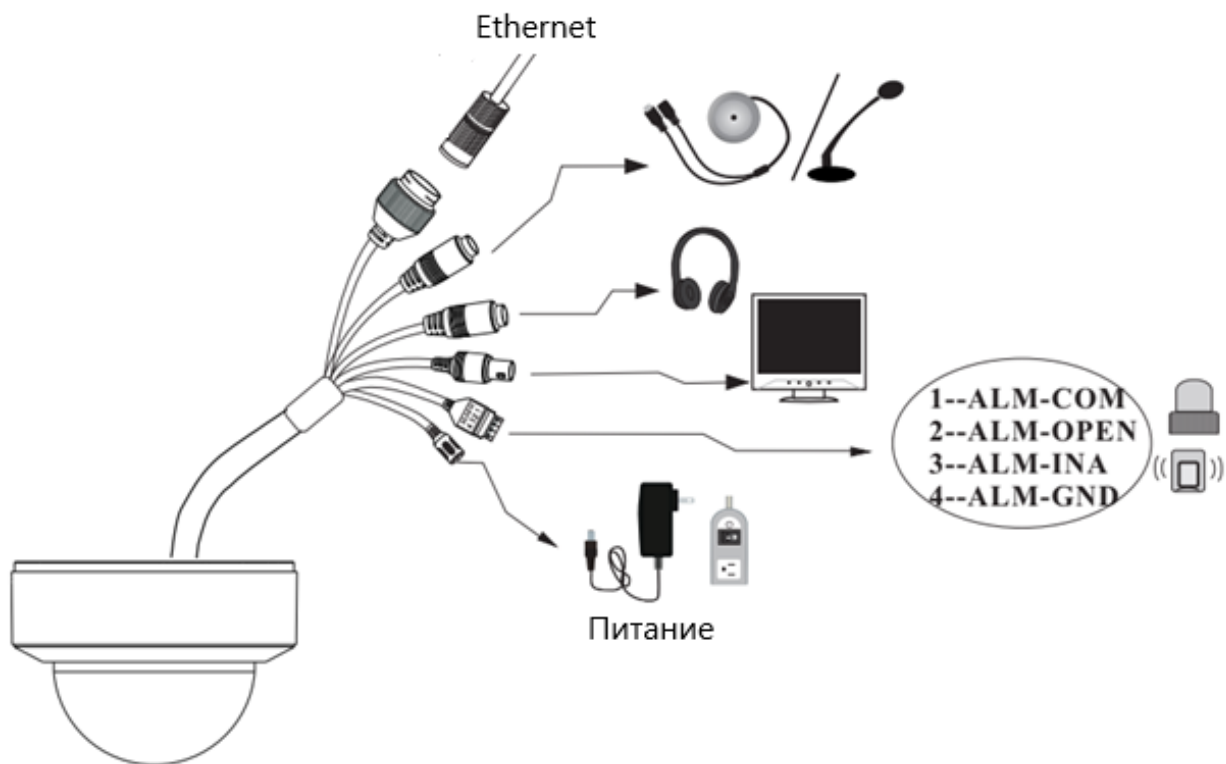 Ethernet
1--ALM-COM
2--ALM-OPEN
3--ALM-INA
4--ALM-GND
Питание